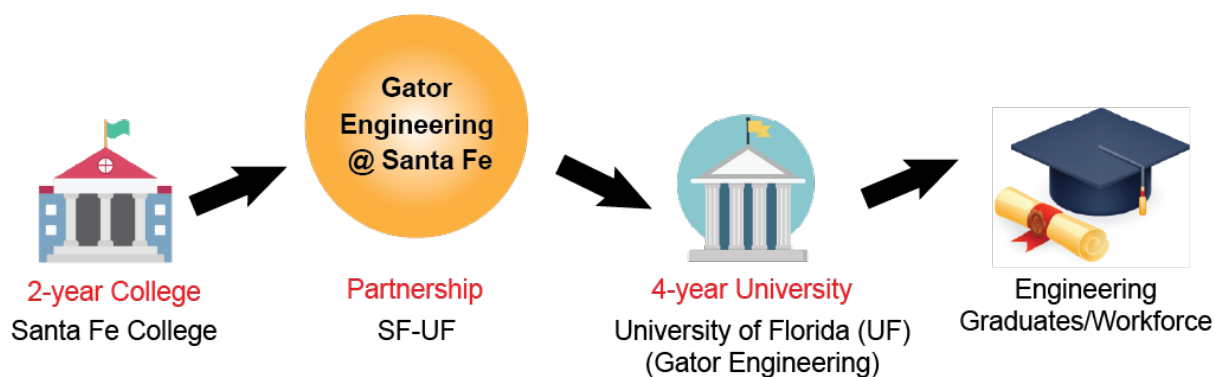 Gator
Engineering
@ Santa Fe
2-year College
Santa Fe College
Partnership
SF-UF
4-year University
University of Florida (UF)
(Gator Engineering)
Engineering
Graduates/Workforce